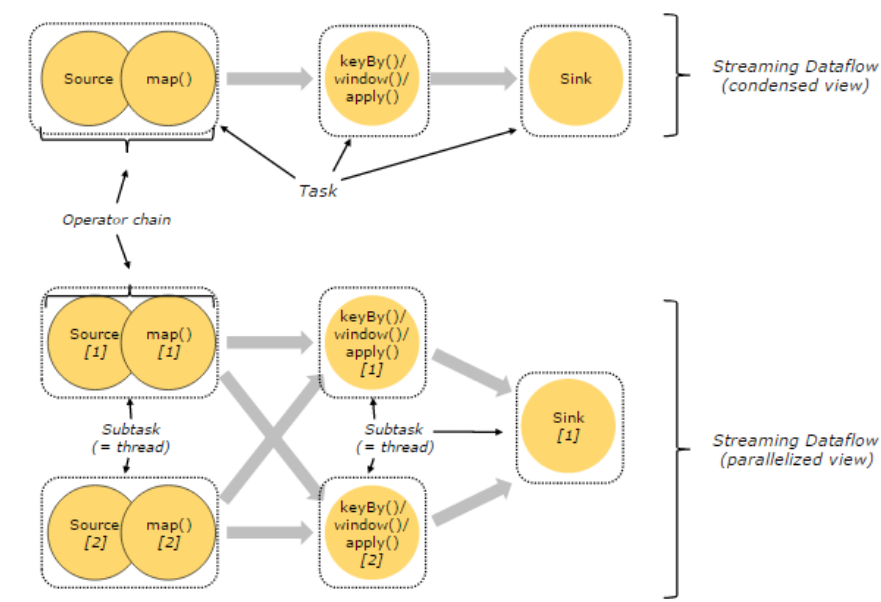 Source
map()
keyBy()/
window()/
apply()
Sink
Streaming Dataflow
(condensed view)
Task
Operator chain
Source
[1]
map()
[1]
keyBy()/
window()/
apply()
[1]
Subtask
(= thread)
Subtask
(= thread)
Sink
[1]
Streaming Dataflow
(parallelized view)
Source
[2]
map()
[2]
keyBy()/
window()/
apply()
[2]